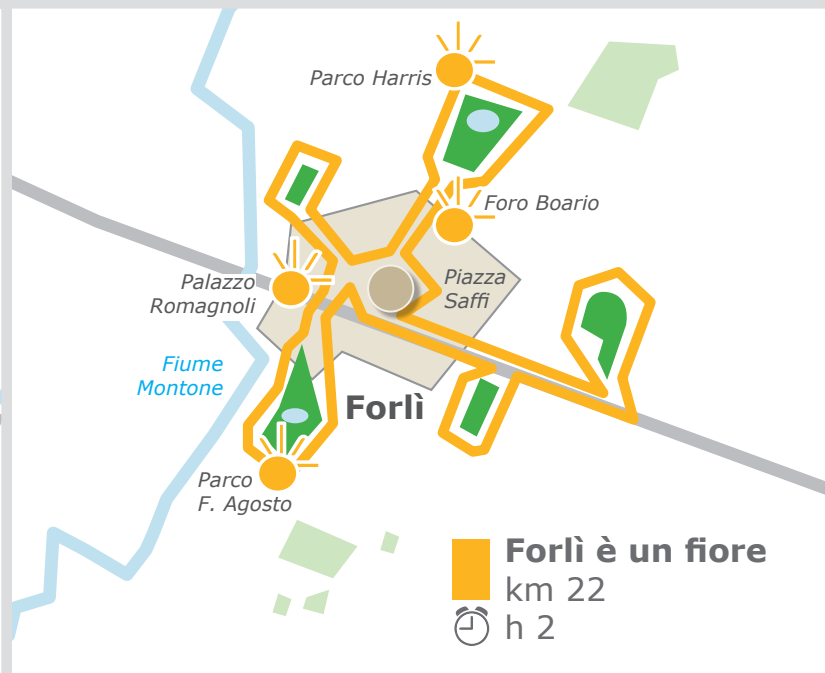 Parco Harris
Foro Boario
Palazzo
Romagnoli
Piazza
Saffi
Fiume
Montone
Forlì
Parco
F. Agosto
Forlì è un fiore
km 22
h 2